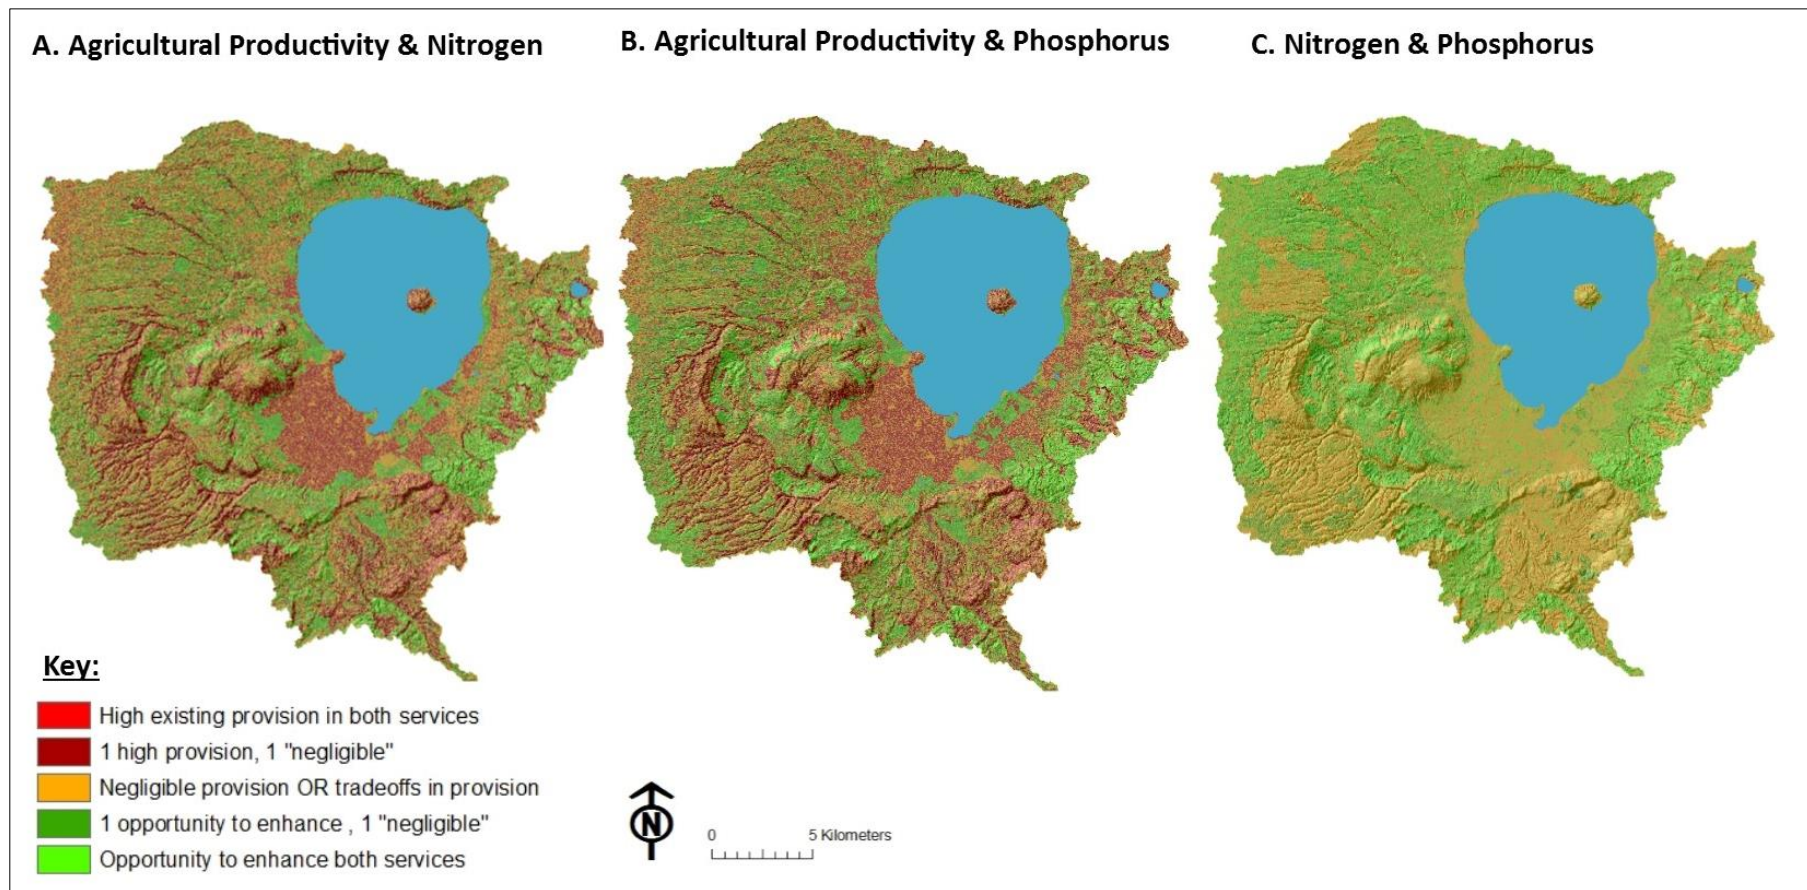 A. Agricultural Productivity & Nitrogen
B. Agricultural Productivity & Phosphorus
C. Nitrogen & Phosphorus
Key:
High existing provision in both services
1 high provision, 1 "negligible"
Negligible provision OR tradeoffs in provision
1 opportunity to enhance , 1 "negligible"
Opportunity to enhance both services
N
0 5 Kilometers